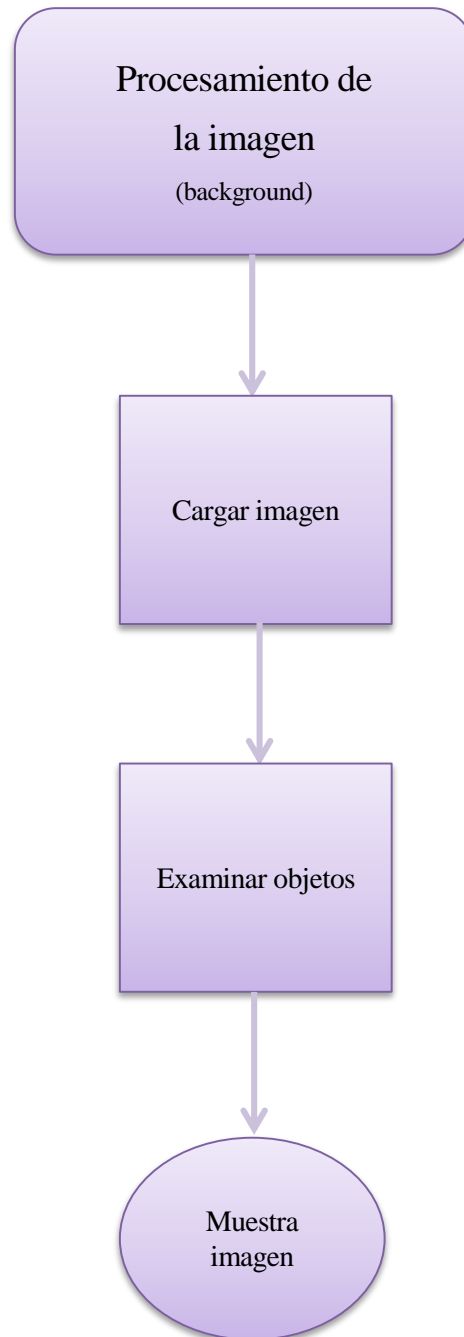 Procesamiento de
la imagen
(background)
Cargar imagen
Examinar objetos
Muestra
imagen